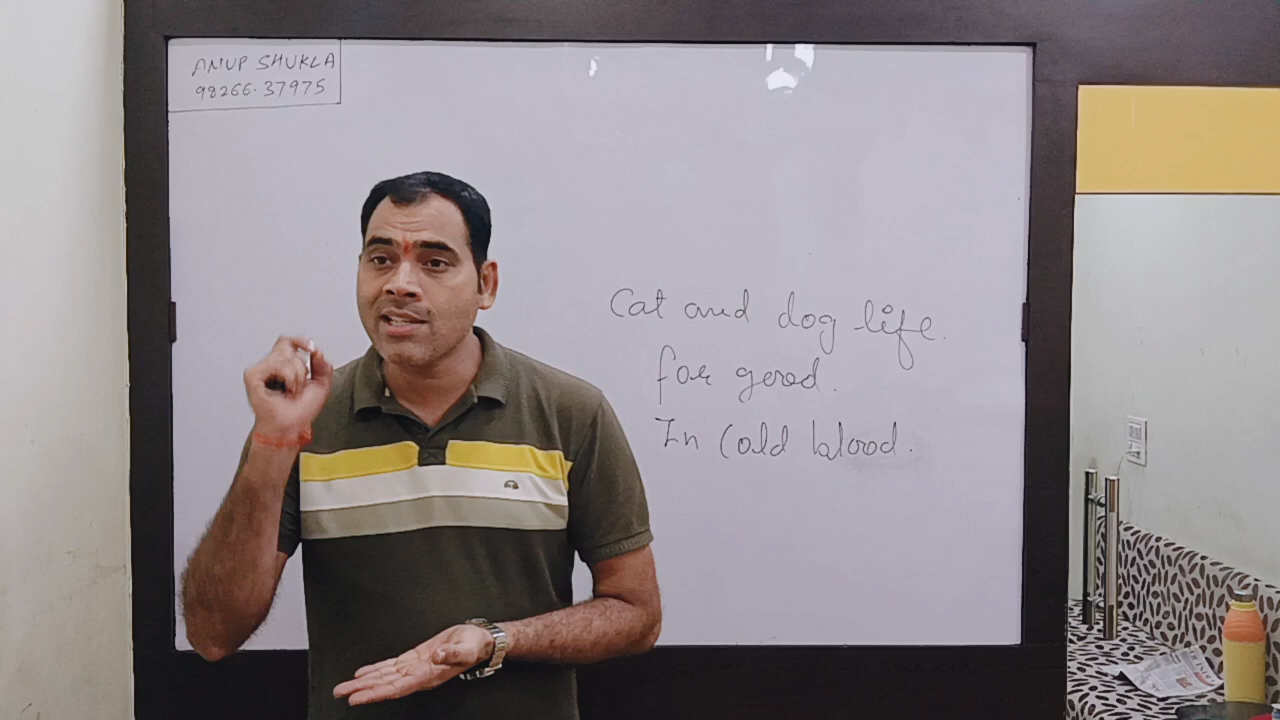 ANUP SHUKLA
98266.37975
Cat and dog life.
for good.
In cold blood.